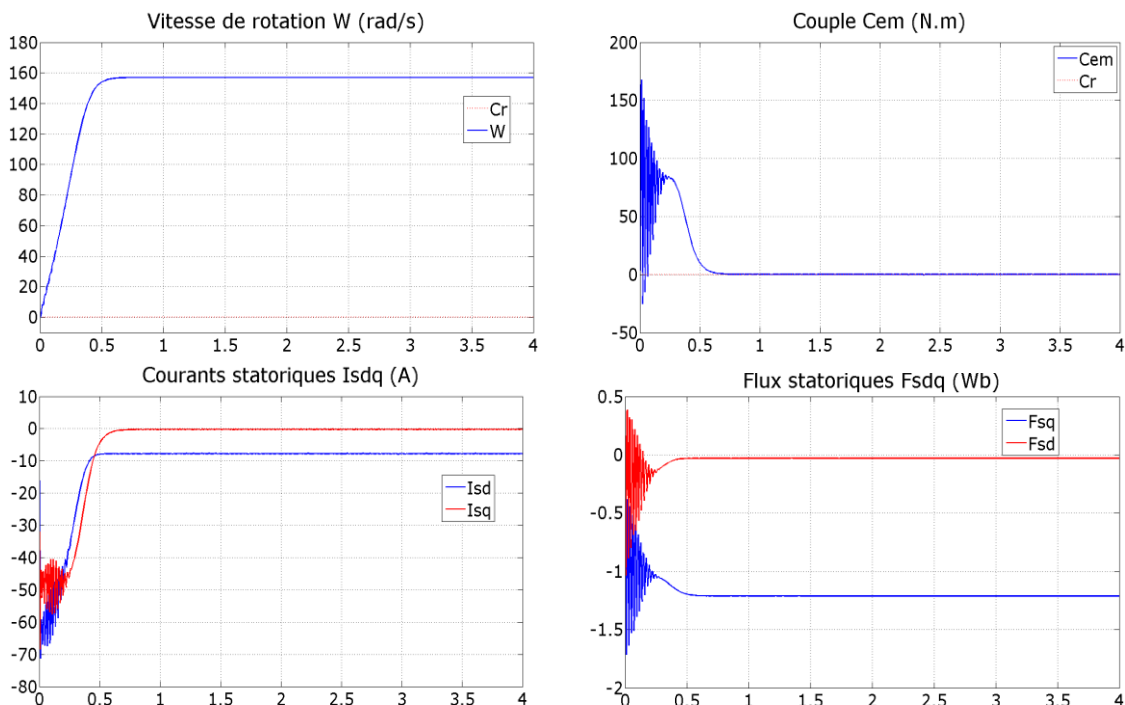 Vitesse de rotation W (rad/s)
180
160
140
120
100
80
60
40
20
0
0 0.5 1 1.5 2 2.5 3 3.5 4
Cr
W
Couple Cem (N.m)
200
150
100
50
0
-50
0 0.5 1 1.5 2 2.5 3 3.5 4
Cem
Cr
Courants statoriques Isdq (A)
10
0
-10
-20
-30
-40
-50
-60
-70
-80
0 0.5 1 1.5 2 2.5 3 3.5 4
Isd
Isq
Flux statoriques Fsdq (Wb)
0.5
0
-0.5
-1
-1.5
-2
0 0.5 1 1.5 2 2.5 3 3.5 4
Fsq
Fsd